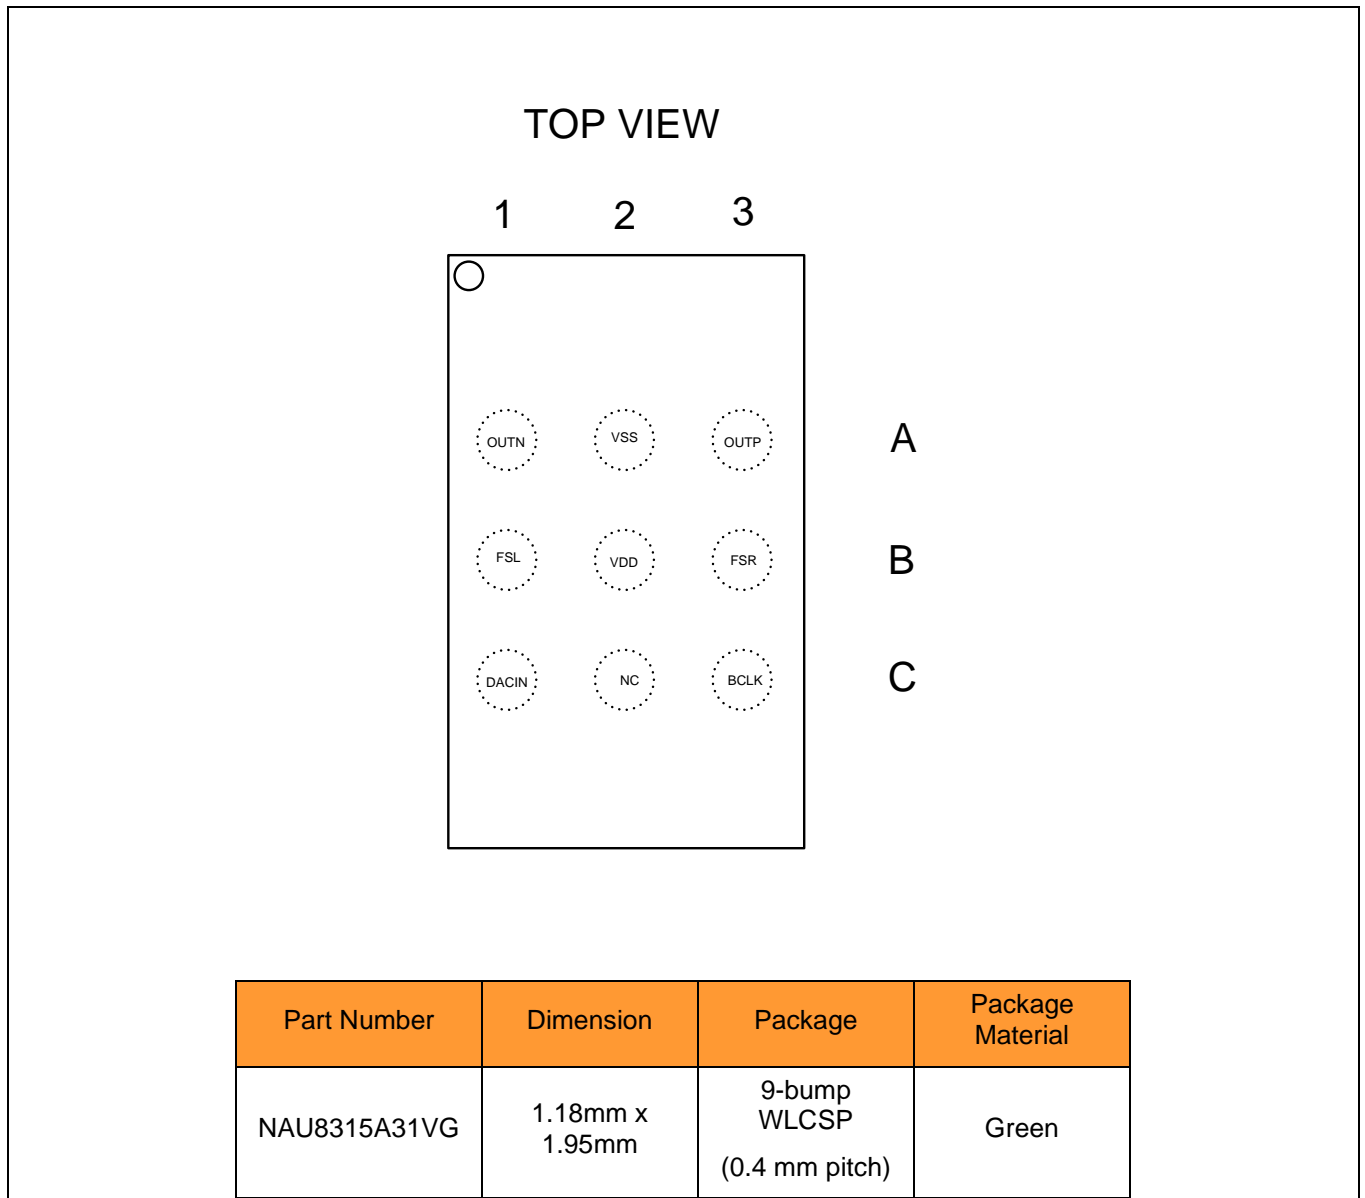 TOP VIEW
1 2 3
OUTN VSS OUTP A
FSL VDD FSR B
DACIN NC BCLK C
Part Number Dimension Package Package Material
NAU8315A31VG 1.18mm x 1.95mm 9-bump WLCSP (0.4 mm pitch) Green